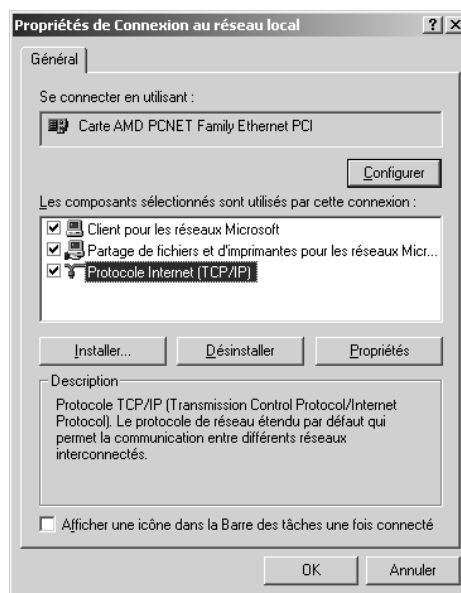 Propriétés de Connexion au réseau local
Général
Se connecter en utilisant :
Carte AMD PCNET Family Ethernet PCI
Configurer
Les composants sélectionnés sont utilisés par cette connexion :
Client pour les réseaux Microsoft
Partage de fichiers et d'imprimantes pour les réseaux Micr...
Protocole Internet (TCP/IP)
Installer...
Désinstaller
Propriétés
Description
Protocole TCP/IP (Transmission Control Protocol/Internet
Protocol). Le protocole de réseau étendu par défaut qui
permet la communication entre différents réseaux
interconnectés.
Afficher une icône dans la Barre des tâches une fois connecté
OK
Annuler